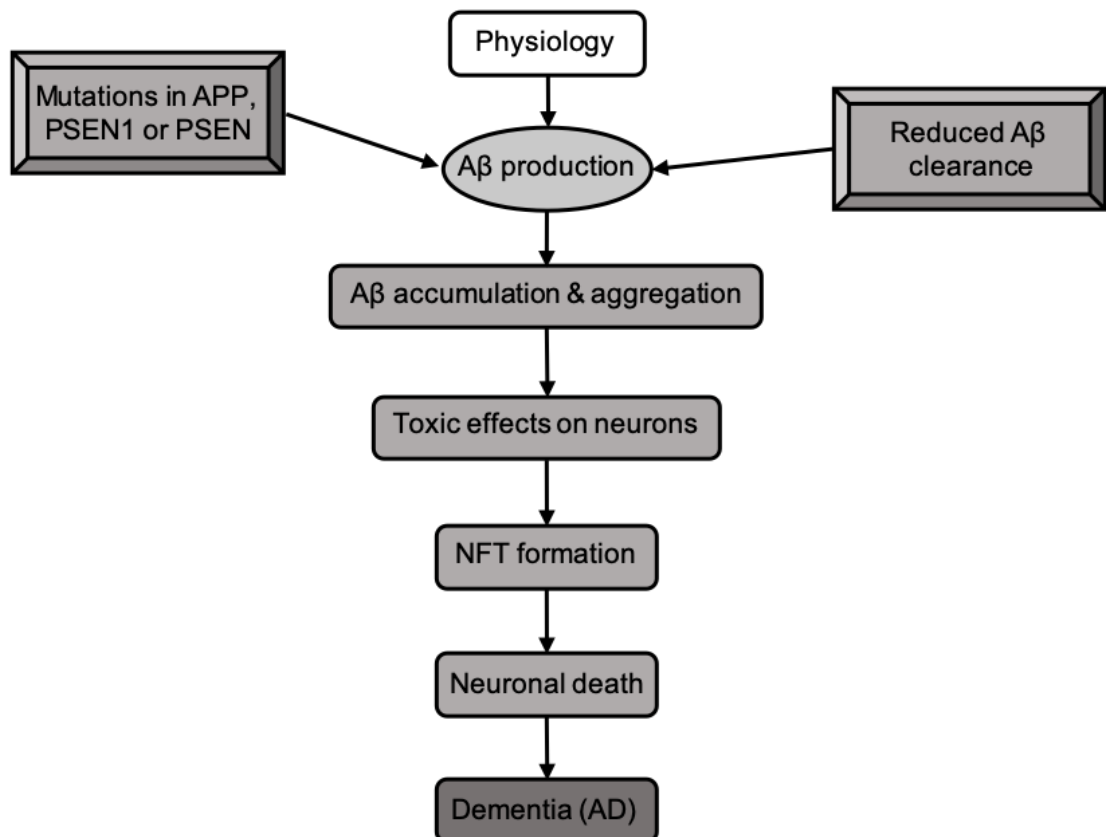 Physiology
Mutations in APP,
PSEN1 or PSEN
Aβ production
Reduced Aβ
clearance
Aβ accumulation & aggregation
Toxic effects on neurons
NFT formation
Neuronal death
Dementia (AD)